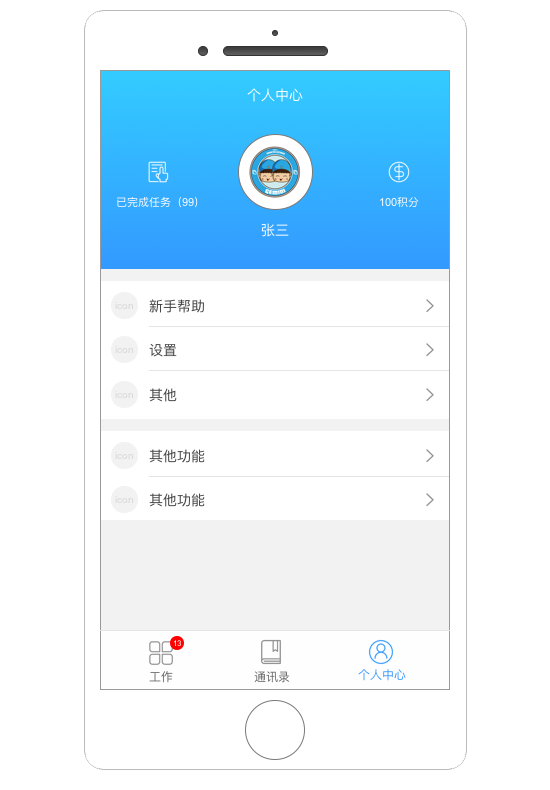 个人中心
已完成任务（99）
100积分
GEMINI
张三
icon 新手帮助
icon 设置
icon 其他
icon 其他功能
icon 其他功能
13
工作
通讯录
个人中心